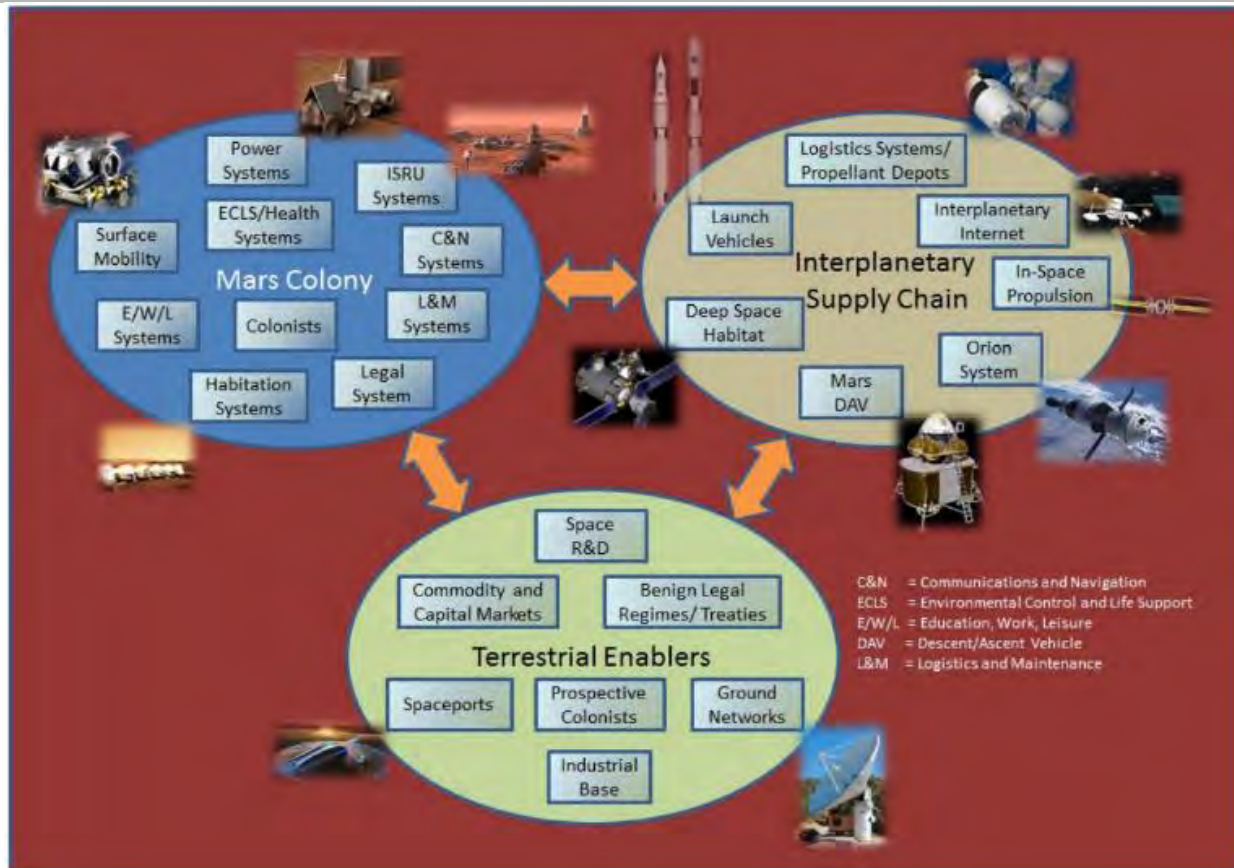 Power
Systems
ISRU
Systems
ECLS/Health
Systems
Surface
Mobility
C&N
Systems
Mars Colony
E/W/L
Systems
Colonists
L&M
Systems
Habitation
Systems
Legal
System
Logistics Systems/
Propellant Depots
Launch
Vehicles
Interplanetary
Internet
Interplanetary
Supply Chain
In-Space
Propulsion
Deep Space
Habitat
Orion
System
Mars
DAV
Space
R&D
Commodity and
Capital Markets
Benign Legal
Regimes/ Treaties
Terrestrial Enablers
Spaceports
Prospective
Colonists
Ground
Networks
Industrial
Base
C&N = Communications and Navigation
ECLS = Environmental Control and Life Support
E/W/L = Education, Work, Leisure
DAV = Descent/Ascent Vehicle
L&M = Logistics and Maintenance